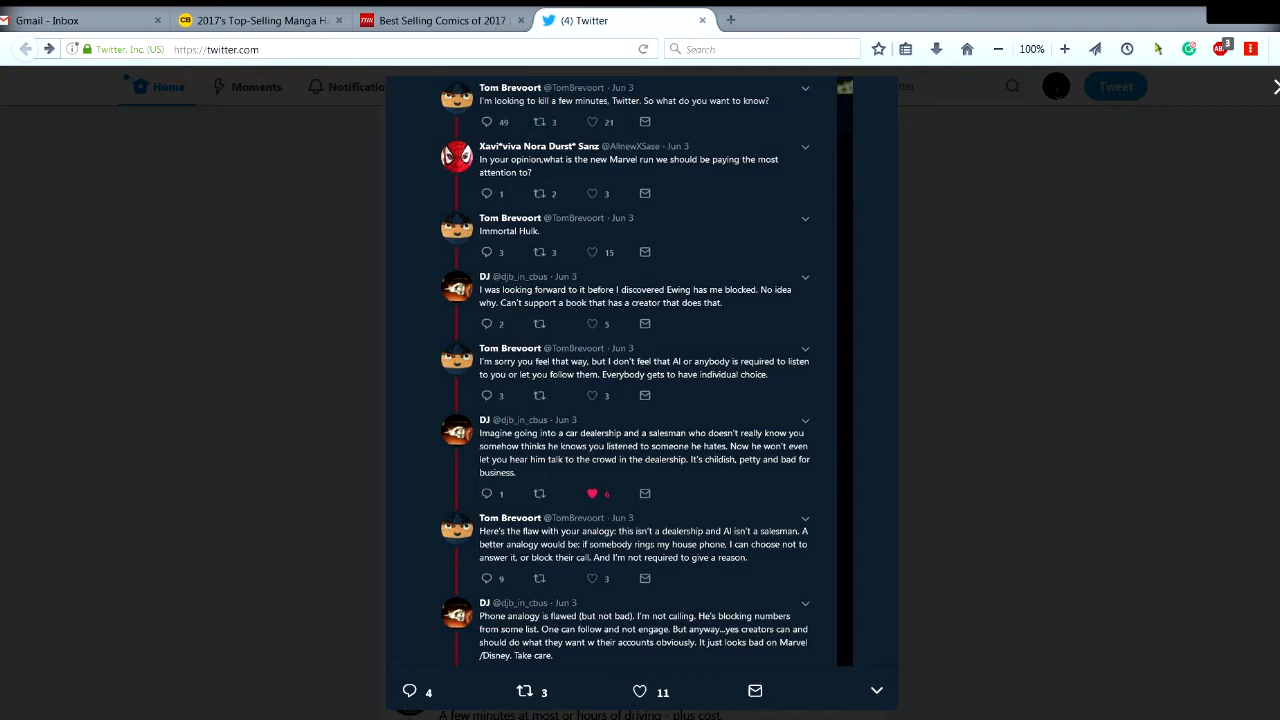 Gmail - Inbox
2017's Top-Selling Manga
Best Selling Comics of 2017
(4) Twitter
Twitter, Inc. (US)
https://twitter.com
Search
100%
3
Home
Moments
Notificatio
tter
Tweet
Tom Brevoort @TomBrevoort · Jun 3
I'm looking to kill a few minutes, Twitter. So what do you want to know?
49 3 21
Xavi*viva Nora Durst* Sanz @AllnewXSase · Jun 3
In your opinion,what is the new Marvel run we should be paying the most
attention to?
1 2 3
Tom Brevoort @TomBrevoort · Jun 3
Immortal Hulk.
3 3 15
DJ @djb_in_cbus · Jun 3
I was looking forward to it before I discovered Ewing has me blocked. No idea
why. Can't support a book that has a creator that does that.
2 5
Tom Brevoort @TomBrevoort · Jun 3
I'm sorry you feel that way, but I don't feel that Al or anybody is required to listen
to you or let you follow them. Everybody gets to have individual choice.
3 3
DJ @djb_in_cbus · Jun 3
Imagine going into a car dealership and a salesman who doesn't really know you
somehow thinks he knows you listened to someone he hates. Now he won't even
let you hear him talk to the crowd in the dealership. It's childish, petty and bad for
business.
1 6
Tom Brevoort @TomBrevoort · Jun 3
Here's the flaw with your analogy: this isn't a dealership and Al isn't a salesman. A
better analogy would be: if somebody rings my house phone, I can choose not to
answer it, or block their call. And I'm not required to give a reason.
9 3
DJ @djb_in_cbus · Jun 3
Phone analogy is flawed (but not bad). I'm not calling. He's blocking numbers
from some list. One can follow and not engage. But anyway...yes creators can and
should do what they want w their accounts obviously. It just looks bad on Marvel
/Disney. Take care.
4 3 11
A few minutes at most or hours of driving - plus cost.